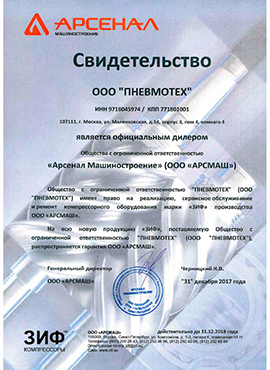 АРСЕНАЛ
МАШИНОСТРОЕНИЕ
Свидетельство
ООО "ПНЕВМОТЕХ"
ИНН 9718045974 / КПП 771801001
107113, г. Москва, ул. Маленковская, д.14, корпус 3, пом 4, комната 4
является официальным дилером
Общества с ограниченной ответственностью
«Арсенал Машиностроение» (ООО «АРСМАШ»)
Общество с ограниченной ответственностью "ПНЕВМОТЕХ" (ООО
"ПНЕВМОТЕХ") имеет право на реализацию, сервисное обслуживание
и ремонт компрессорного оборудования марки «ЗИФ» производства
ООО «АРСМАШ».
На всю новую продукцию «ЗИФ», поставляемую Обществом с
ограниченной ответственностью "ПНЕВМОТЕХ" (ООО "ПНЕВМОТЕХ"),
распространяется гарантия ООО «АРСМАШ».
Генеральный директор
Черницкий К.В.
ООО «АРСМАШ»
"31" декабря 2017 года
ЗИФ
КОМПРЕССОРЫ
ООО «АРСМАШ»
действительно до 31.12.2018 года